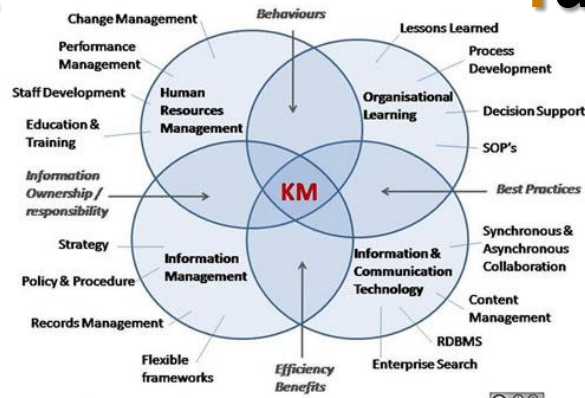 Change Management
Behaviours
Lessons Learned
Performance
Management
Process
Development
Staff Development
Human
Resources
Management
Organisational
Learning
Decision Support
Education &
Training
SOP's
Information
Ownership /
responsibility
KM
Best Practices
Strategy
Information
Management
Information &
Communication
Technology
Synchronous &
Asynchronous
Collaboration
Policy & Procedure
Content
Management
Records Management
RDBMS
Flexible
frameworks
Enterprise Search
Efficiency
Benefits